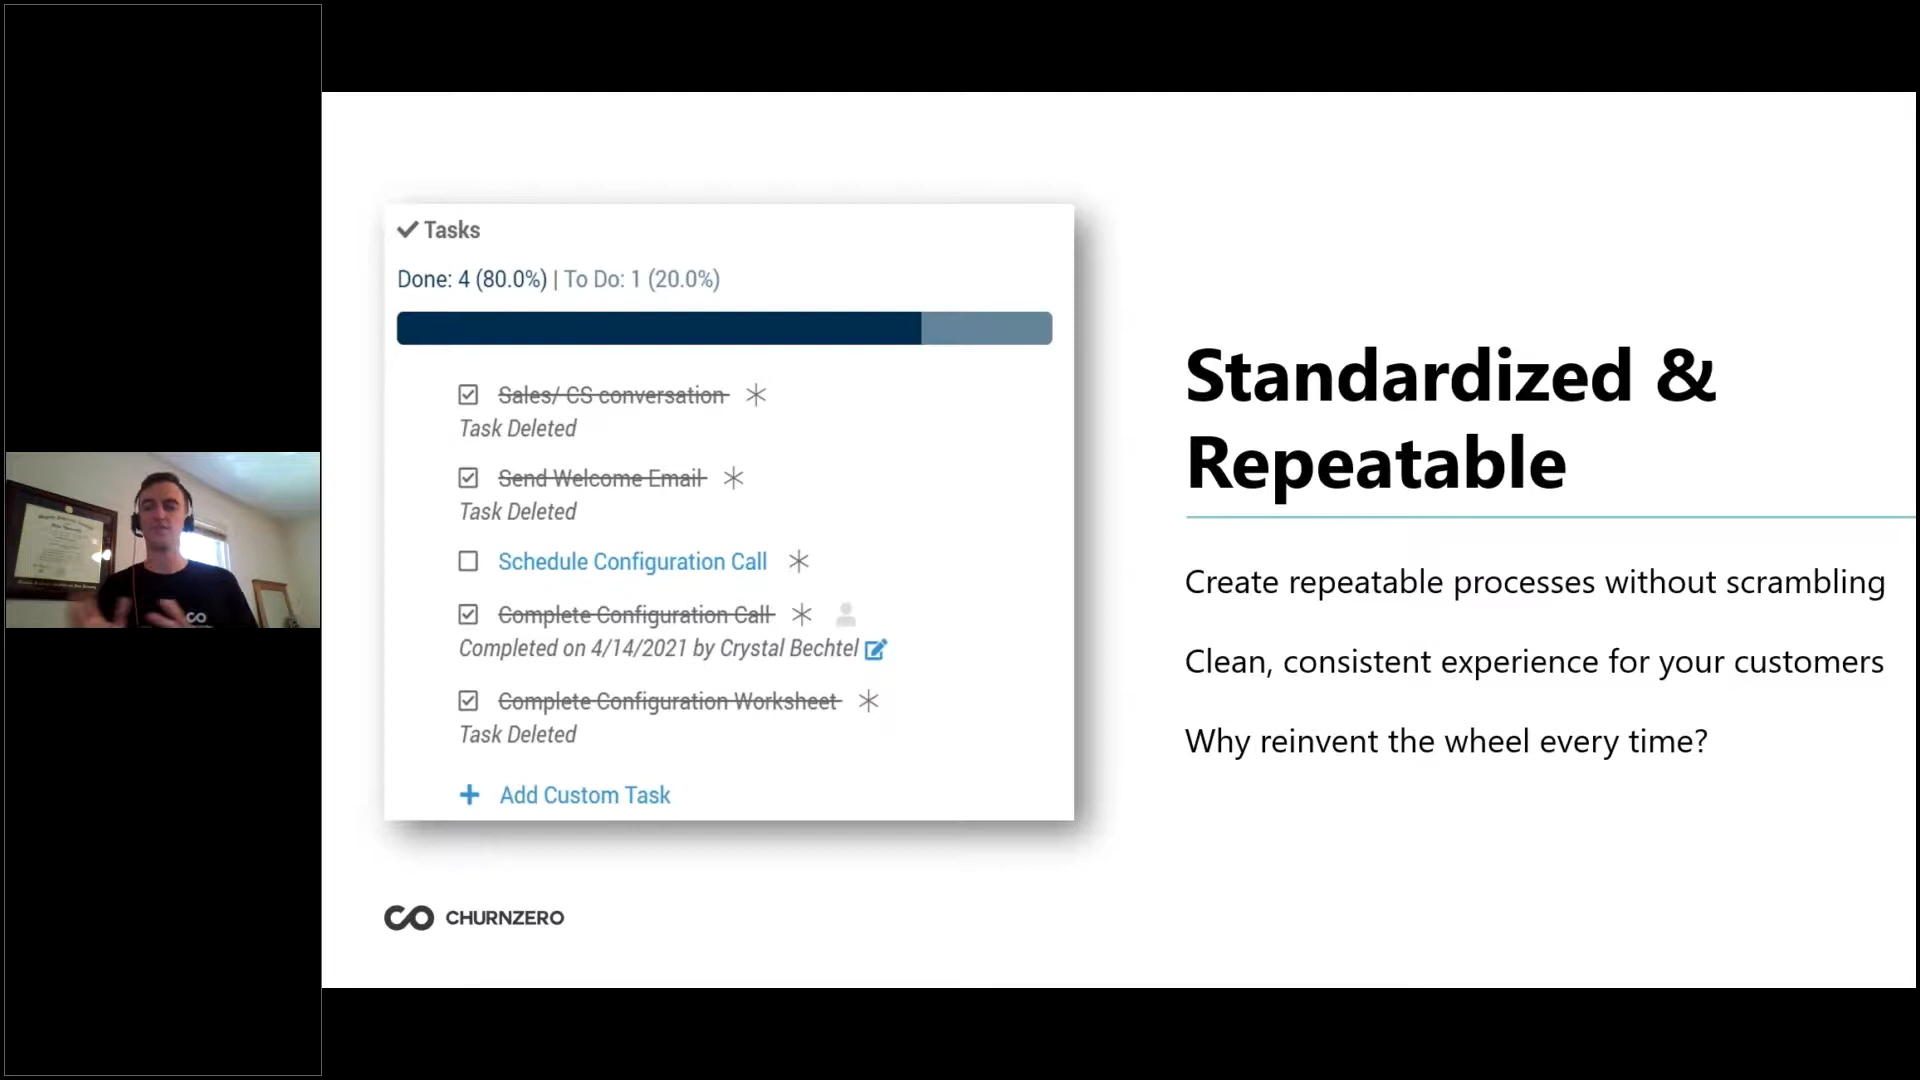 Tasks
Done: 4 (80.0%) | To Do: 1 (20.0%)
Sales/ CS conversation
Task Deleted
Send Welcome Email
Task Deleted
Schedule Configuration Call
Complete Configuration Call
Completed on 4/14/2021 by Crystal Bechtel
Complete Configuration Worksheet
Task Deleted
Add Custom Task
CHURNZERO
Standardized &
Repeatable
Create repeatable processes without scrambling
Clean, consistent experience for your customers
Why reinvent the wheel every time?